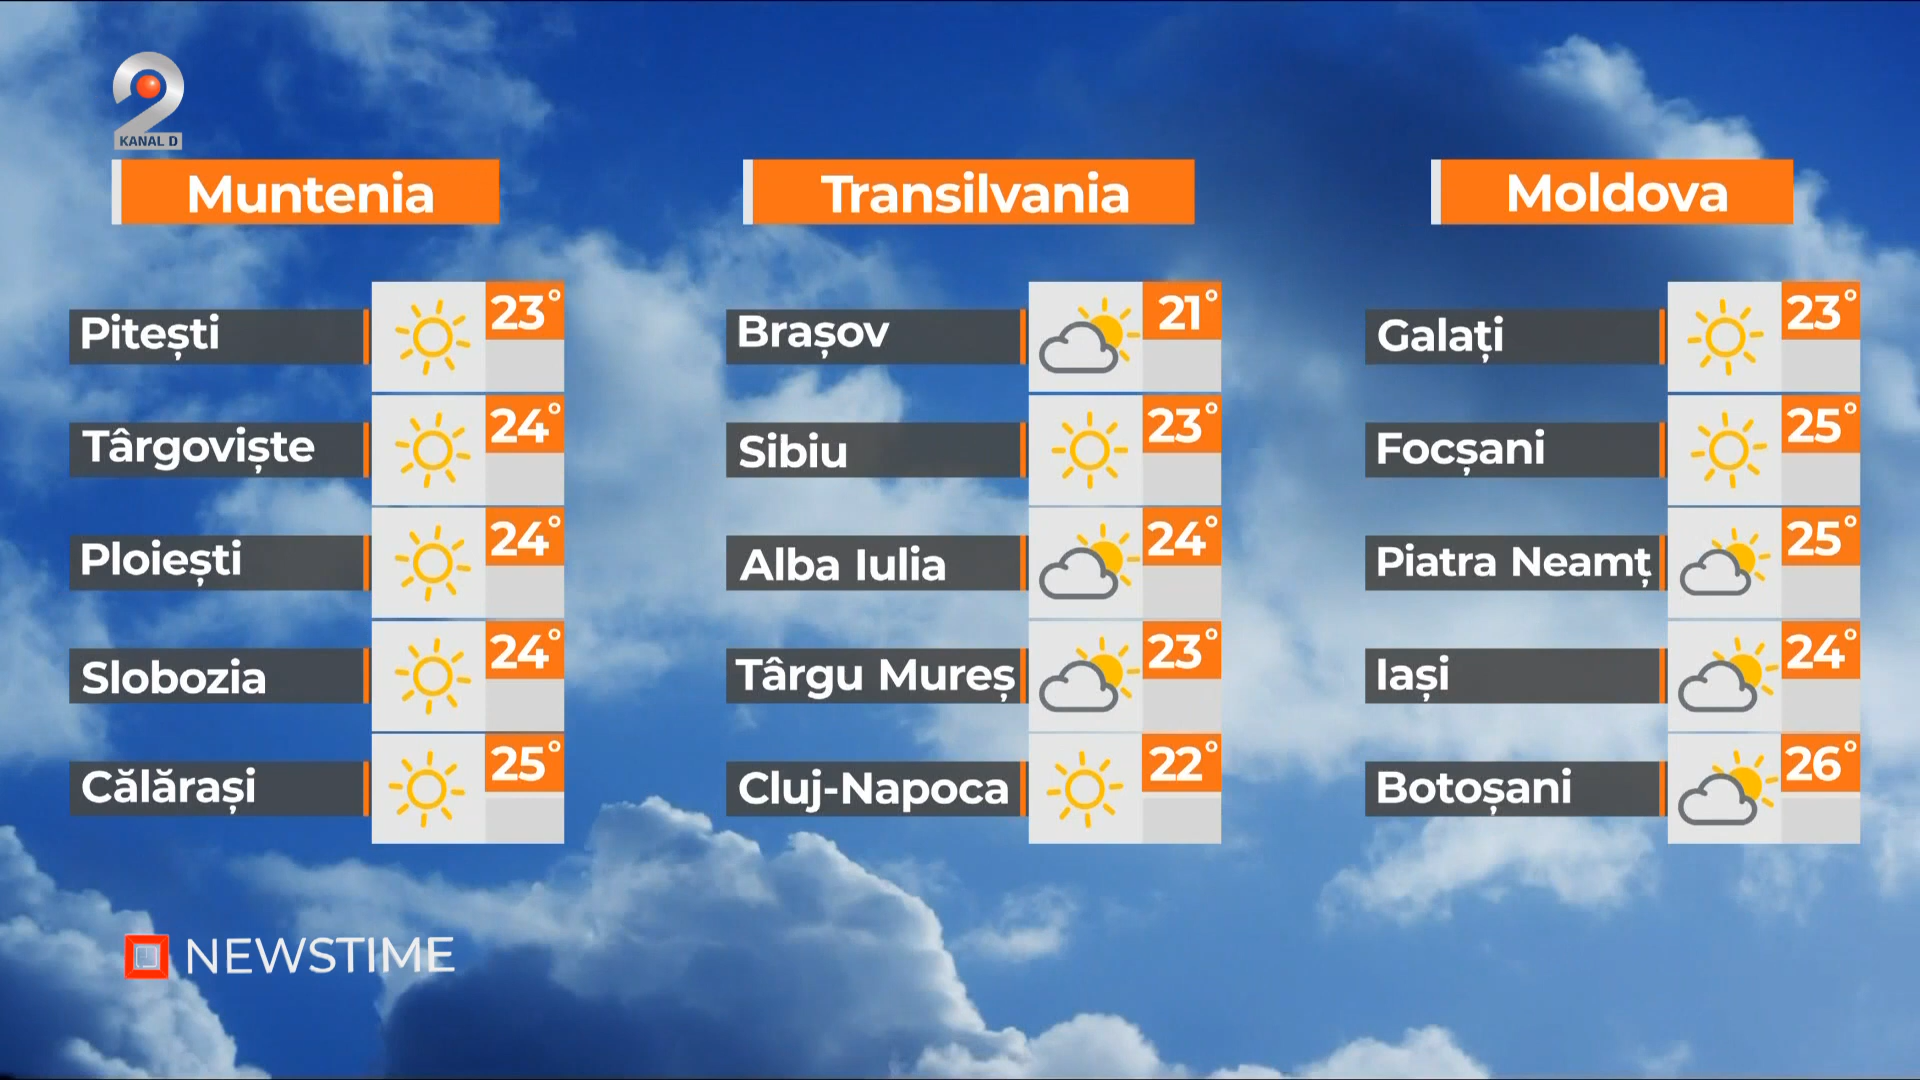 KANAL D
Muntenia
Pitești 23°
Târgoviște 24°
Ploiești 24°
Slobozia 24°
Călărași 25°
Transilvania
Brașov 21°
Sibiu 23°
Alba Iulia 24°
Târgu Mureș 23°
Cluj-Napoca 22°
Moldova
Galați 23°
Focșani 25°
Piatra Neamț 25°
Iași 24°
Botoșani 26°
NEWSTIME